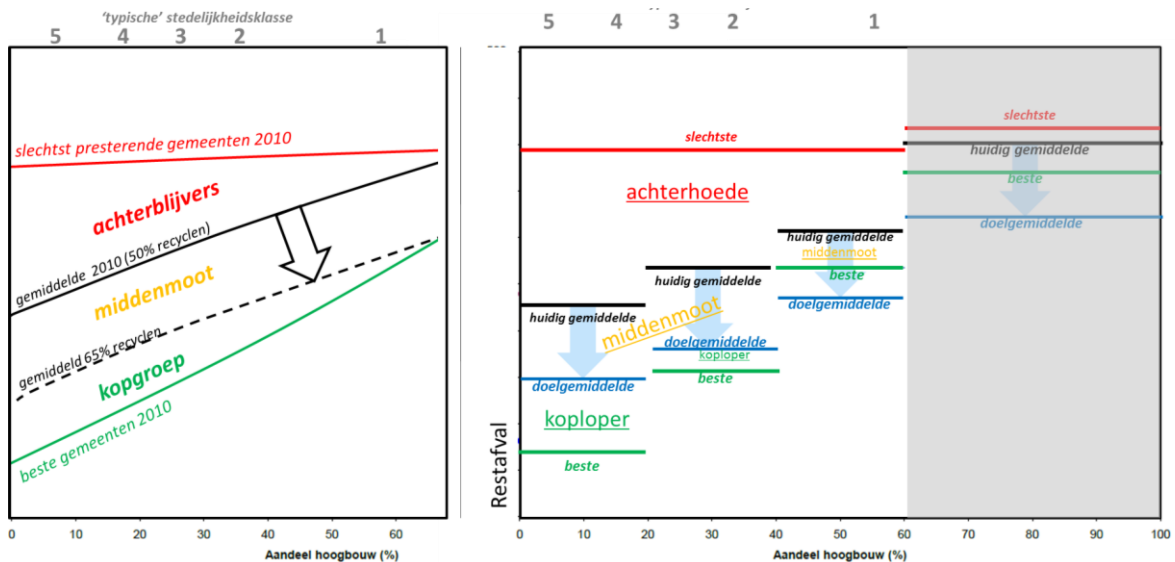 'typische' stedelijkheidsklasse
5 4 3 2 1
slechtst presterende gemeenten 2010
achterblijvers
gemiddelde 2010 (50% recyclen)
middenmoot
gemiddeld 65% recyclen
kopgroep
beste gemeenten 2010
0 10 20 30 40 50 60
Aandeel hoogbouw (%)
5 4 3 2 1
slechtste
slechtste
huidig gemiddelde
achterhoede
beste
doelgemiddelde
huidig gemiddelde
middenmoot
beste
huidig gemiddelde
doelgemiddelde
huidig gemiddelde
middenmoot
doelgemiddelde
koploper
beste
doelgemiddelde
koploper
beste
Restafval
0 10 20 30 40 50 60 70 80 90 100
Aandeel hoogbouw (%)